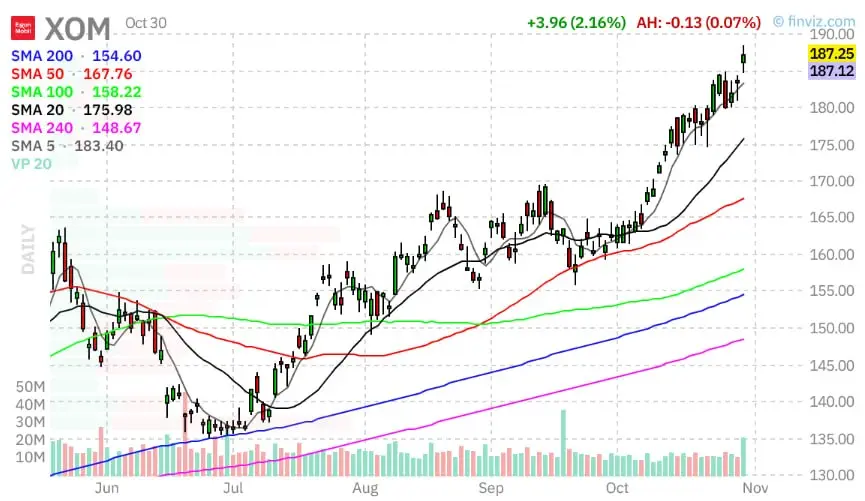 Exxon Mobil XOM Oct 30 +3.96 (2.16%) AH: -0.13 (0.07%) © finviz.com
SMA 200 · 154.60
SMA 50 · 167.76
SMA 100 · 158.22
SMA 20 · 175.98
SMA 240 · 148.67
SMA 5 · 183.40
VP 20
DAILY
190.00
187.25
187.12
180.00
175.00
170.00
165.00
160.00
155.00
150.00
145.00
140.00
135.00
130.00
50M
40M
30M
20M
10M
Jun Jul Aug Sep Oct Nov